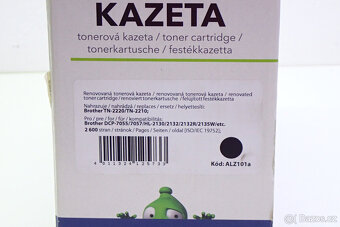 KAZETA
tonerová kazeta / toner cartridge /
tonerkartusche / festékkazetta
Renovovaná tonerová kazeta / renovovaná tonerová kazeta / renovated
toner cartridge / renoviert tonerkartusche / felújított festékkazetta
Nahrazuje / nahrádza / replaces / ersetz / helyettesíti:
Brother TN-2220/TN-2210;
Pro / pre / for / für / kompatibilitás:
Brother DCP-7055/7057/HL-2130/2132/2132R/2135W/etc.
2 600 stran / stránok / Pages / Seiten / oldal (ISO/IEC 19752);
Kód: ALZ101a
Bazos.cz